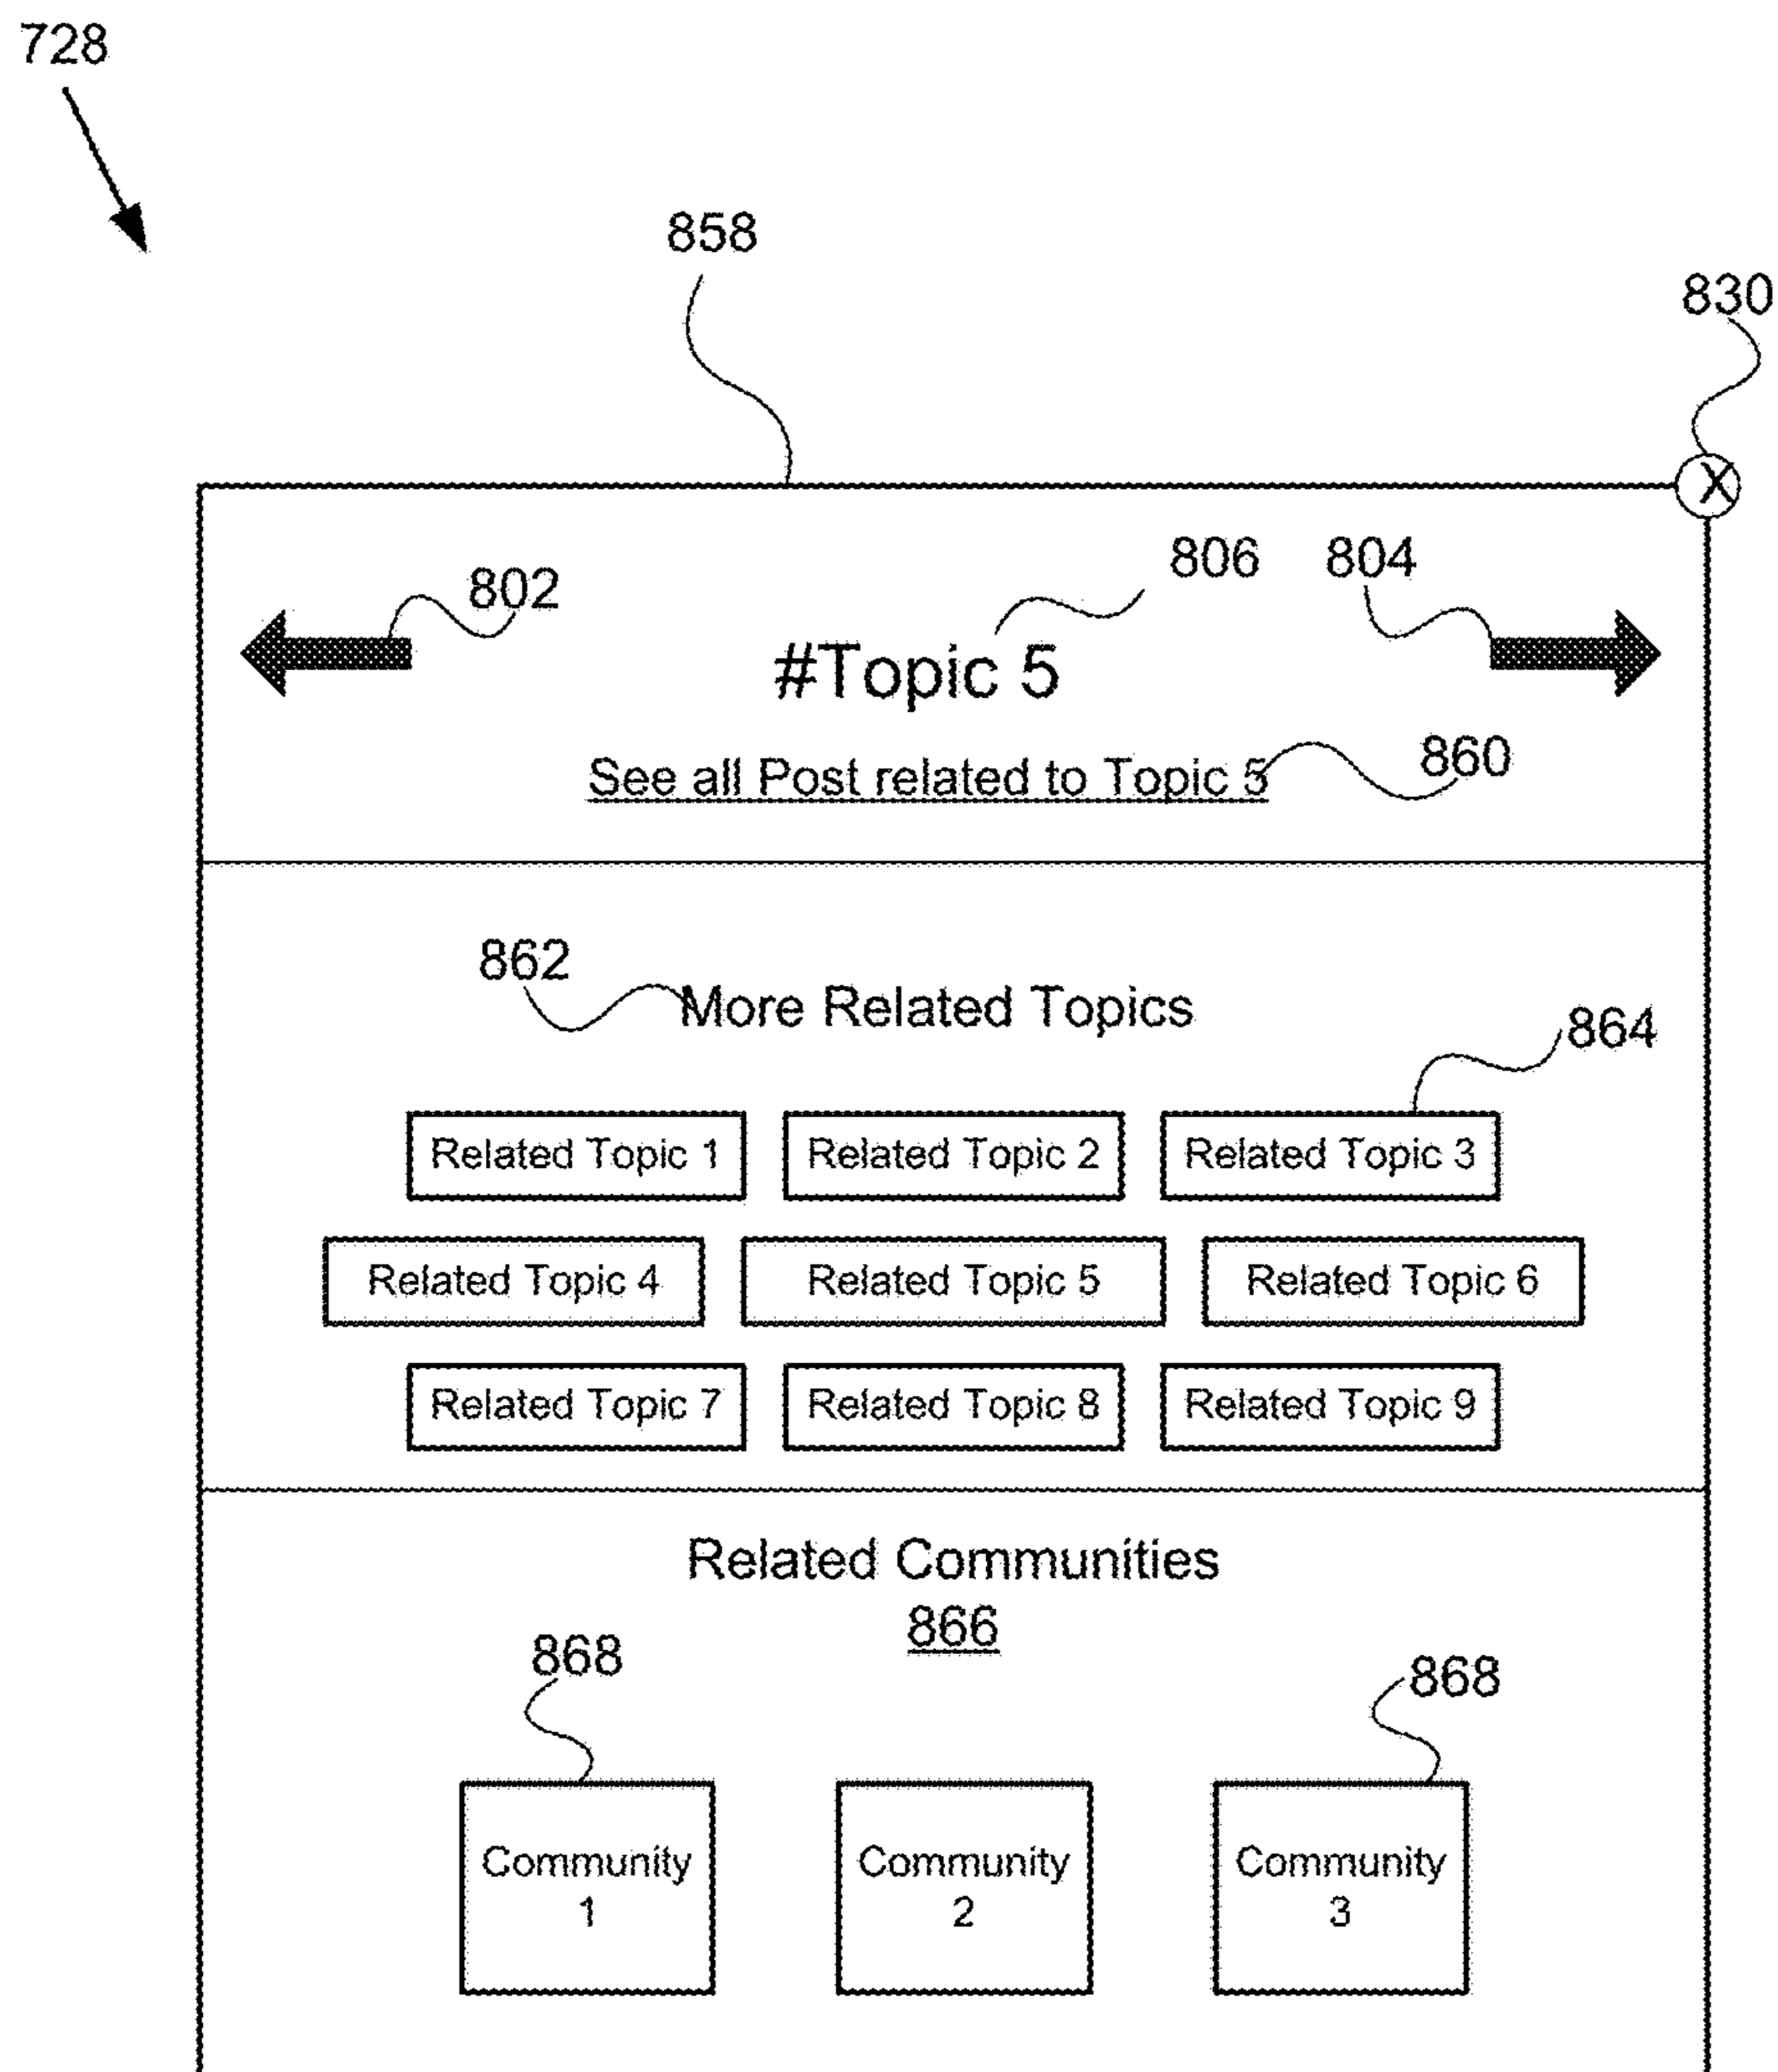 728
858
830
802
806
804
#Topic 5
See all Post related to Topic 5
860
862
More Related Topics
864
Related Topic 1
Related Topic 2
Related Topic 3
Related Topic 4
Related Topic 5
Related Topic 6
Related Topic 7
Related Topic 8
Related Topic 9
Related Communities
866
868
868
Community
1
Community
2
Community
3
X